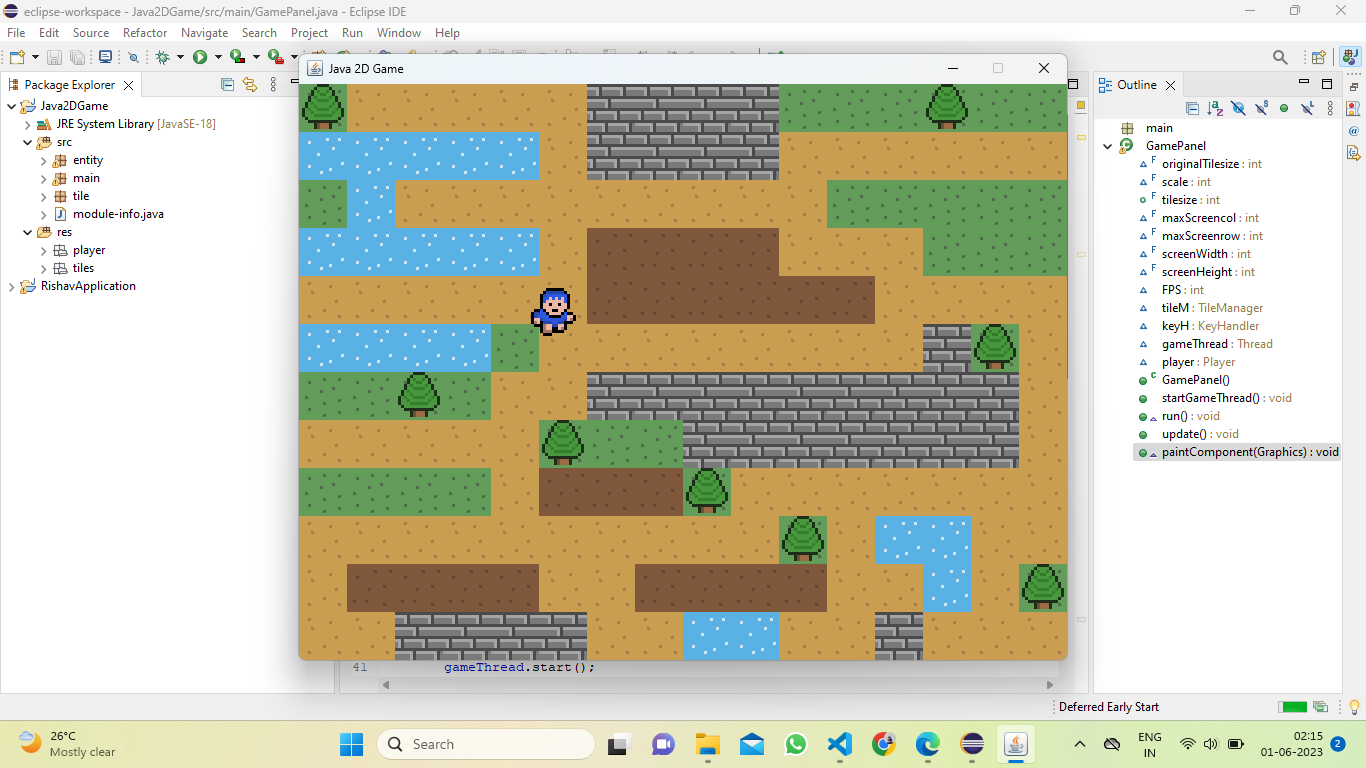 eclipse-workspace - Java2DGame/src/main/GamePanel.java - Eclipse IDE
File Edit Source Refactor Navigate Search Project Run Window Help
Java 2D Game
Package Explorer
Java2DGame
JRE System Library [JavaSE-18]
src
entity
main
tile
module-info.java
res
player
tiles
RishavApplication
Outline
main
GamePanel
originalTilesize : int
scale : int
tilesize : int
maxScreencol : int
maxScreenrow : int
screenWidth : int
screenHeight : int
FPS : int
tileM : TileManager
keyH : KeyHandler
gameThread : Thread
player : Player
GamePanel()
startGameThread() : void
run() : void
update() : void
paintComponent(Graphics) : void
41 gameThread.start();
Deferred Early Start
26°C
Mostly clear
Search
ENG
IN
02:15
01-06-2023
2